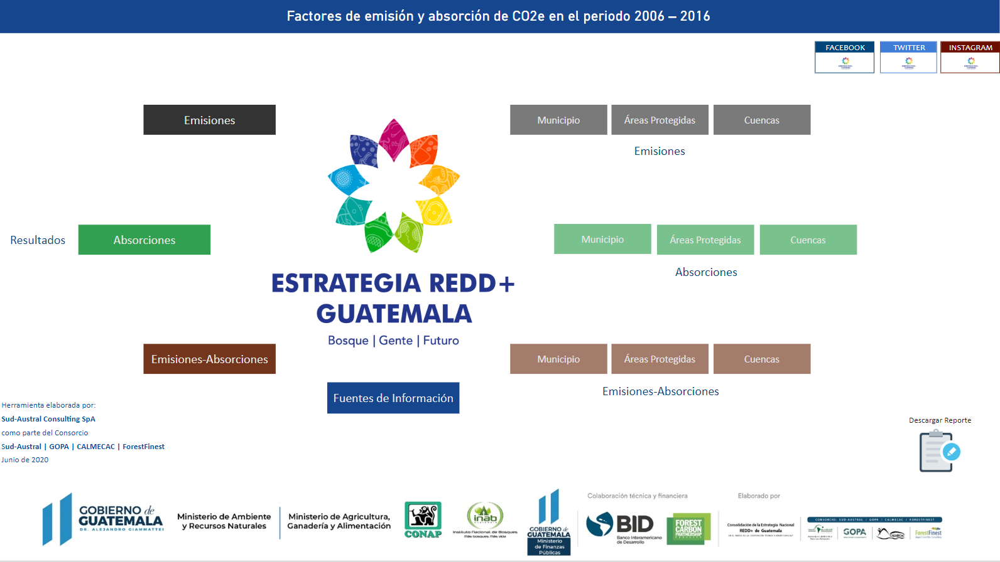 Factores de emisión y absorción de CO2e en el periodo 2006 – 2016
FACEBOOK
TWITTER
INSTAGRAM
Emisiones
Municipio
Áreas Protegidas
Cuencas
Emisiones
Resultados
Absorciones
Municipio
Áreas Protegidas
Cuencas
Absorciones
ESTRATEGIA REDD+
GUATEMALA
Bosque | Gente | Futuro
Emisiones-Absorciones
Municipio
Áreas Protegidas
Cuencas
Emisiones-Absorciones
Fuentes de Información
Herramienta elaborada por:
Sud-Austral Consulting SpA
como parte del Consorcio
Sud-Austral | GOPA | CALMECAC | ForestFinest
Junio de 2020
Descargar Reporte
GOBIERNO de
GUATEMALA
DR. ALEJANDRO GIAMMATTEI
Ministerio de Ambiente
y Recursos Naturales
Ministerio de Agricultura,
Ganadería y Alimentación
CONAP
inab
Instituto Nacional de Bosques
Más bosques, Más vida
GOBIERNO de
GUATEMALA
Ministerio
de Finanzas
Públicas
Colaboración técnica y financiera
BID
Banco Interamericano
de Desarrollo
FOREST
CARBON
PARTNERSHIP
Elaborado por
Consolidación de la Estrategia Nacional
REDD+ de Guatemala
CONSORCIO: SUD-AUSTRAL / GOPA / CALMECAC / FORESTFINEST
GOPA
CALMECAC
ForestFinest